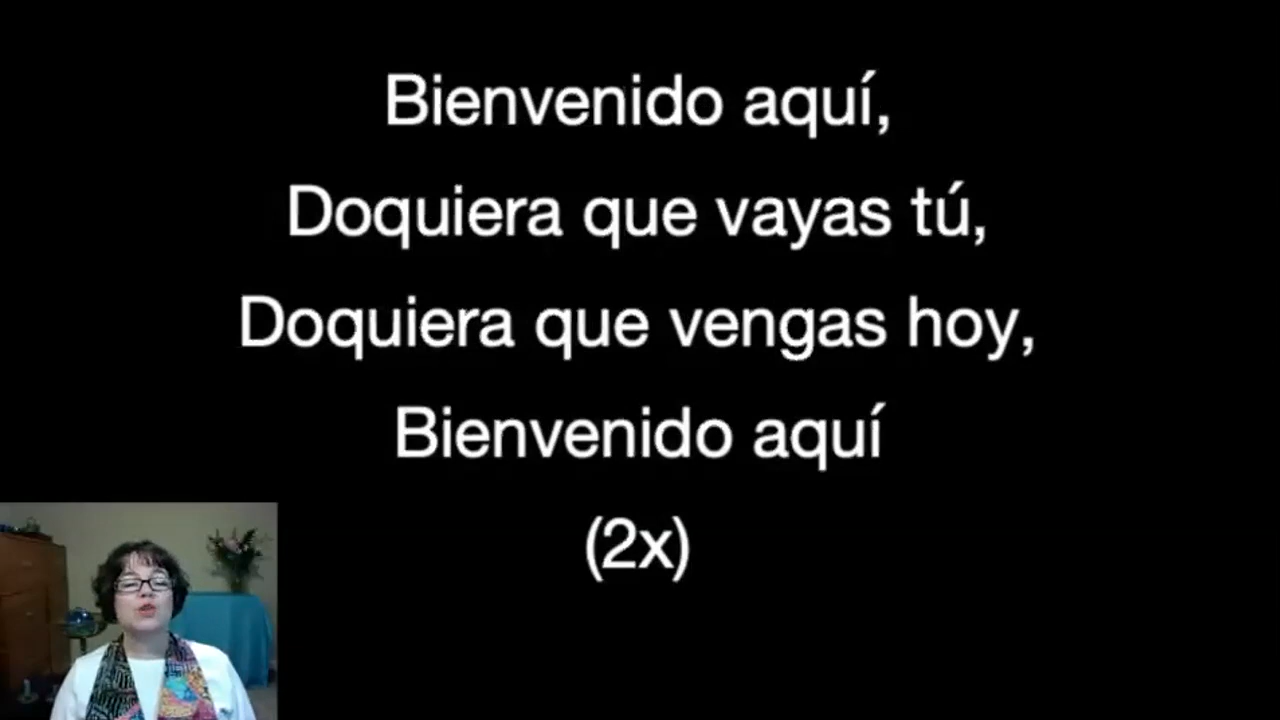 Bienvenido aquí,
Doquiera que vayas tú,
Doquiera que vengas hoy,
Bienvenido aquí
(2x)